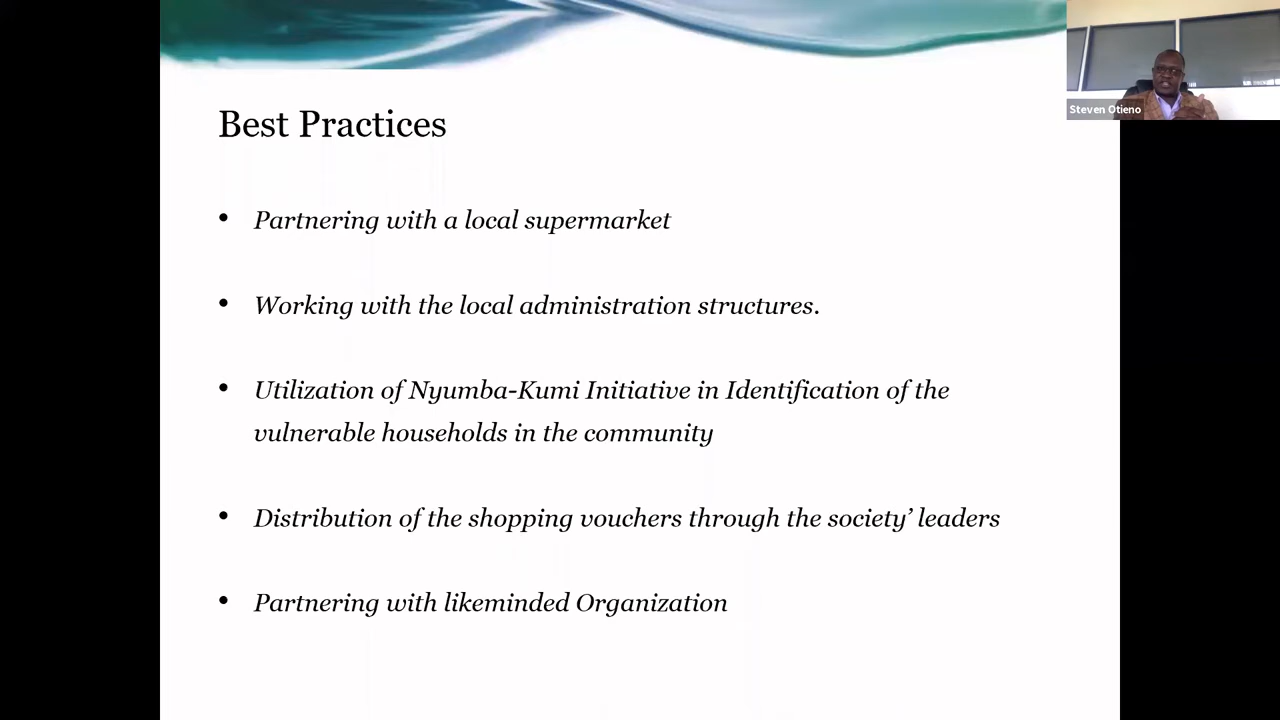 Steven Otieno
Best Practices
• Partnering with a local supermarket
• Working with the local administration structures.
• Utilization of Nyumba-Kumi Initiative in Identification of the
vulnerable households in the community
• Distribution of the shopping vouchers through the society’ leaders
• Partnering with likeminded Organization